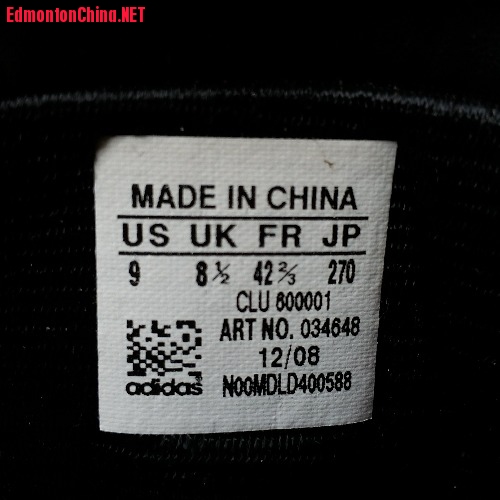 EdmontonChina.NET
MADE IN CHINA
US UK FR JP
9 8½ 42⅔ 270
CLU 600001
ART NO. 034648
12/08
adidas N00MDLD400588